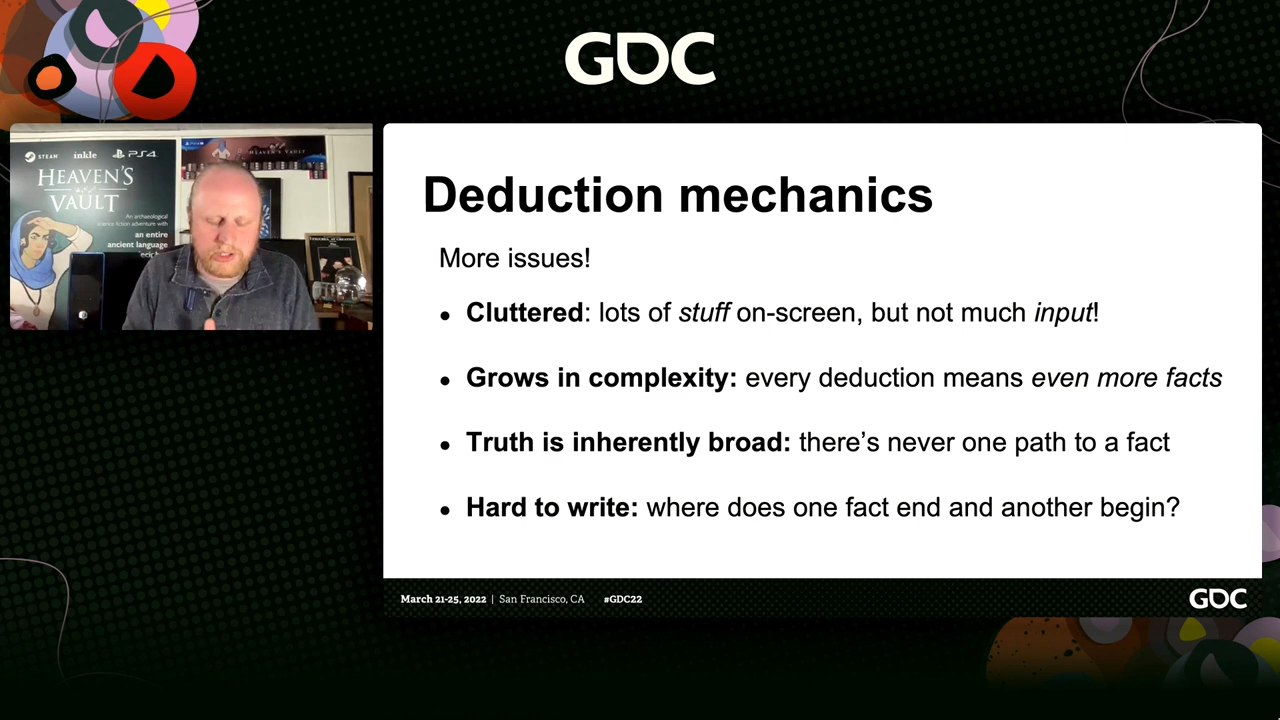 GDC
STEAM inkle PS4
HEAVEN'S
VAULT
An archaeological
science fiction adventure with
an entire
ancient language
HEAVEN'S VAULT
Deduction mechanics
More issues!
• Cluttered: lots of stuff on-screen, but not much input!
• Grows in complexity: every deduction means even more facts
• Truth is inherently broad: there’s never one path to a fact
• Hard to write: where does one fact end and another begin?
March 21-25, 2022 | San Francisco, CA #GDC22
GDC